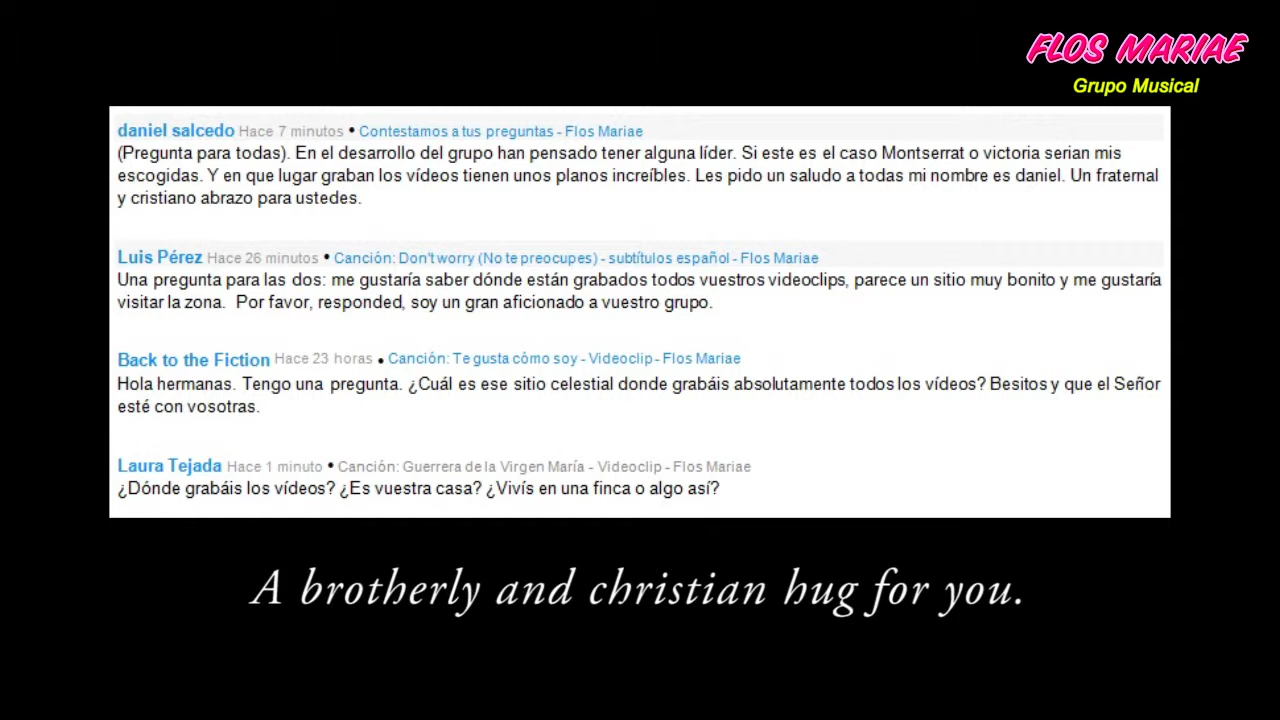 FLOS MARIAE
Grupo Musical
daniel salcedo Hace 7 minutos • Contestamos a tus preguntas - Flos Mariae
(Pregunta para todas). En el desarrollo del grupo han pensado tener alguna líder. Si este es el caso Montserrat o victoria serian mis
escogidas. Y en que lugar graban los vídeos tienen unos planos increíbles. Les pido un saludo a todas mi nombre es daniel. Un fraternal
y cristiano abrazo para ustedes.
Luis Pérez Hace 26 minutos • Canción: Don't worry (No te preocupes) - subtítulos español - Flos Mariae
Una pregunta para las dos: me gustaría saber dónde están grabados todos vuestros videoclips, parece un sitio muy bonito y me gustaría
visitar la zona. Por favor, responded, soy un gran aficionado a vuestro grupo.
Back to the Fiction Hace 23 horas • Canción: Te gusta cómo soy - Videoclip - Flos Mariae
Hola hermanas. Tengo una pregunta. ¿Cuál es ese sitio celestial donde grabáis absolutamente todos los vídeos? Besitos y que el Señor
esté con vosotras.
Laura Tejada Hace 1 minuto • Canción: Guerrera de la Virgen María - Videoclip - Flos Mariae
¿Dónde grabáis los vídeos? ¿Es vuestra casa? ¿Vivís en una finca o algo así?
A brotherly and christian hug for you.